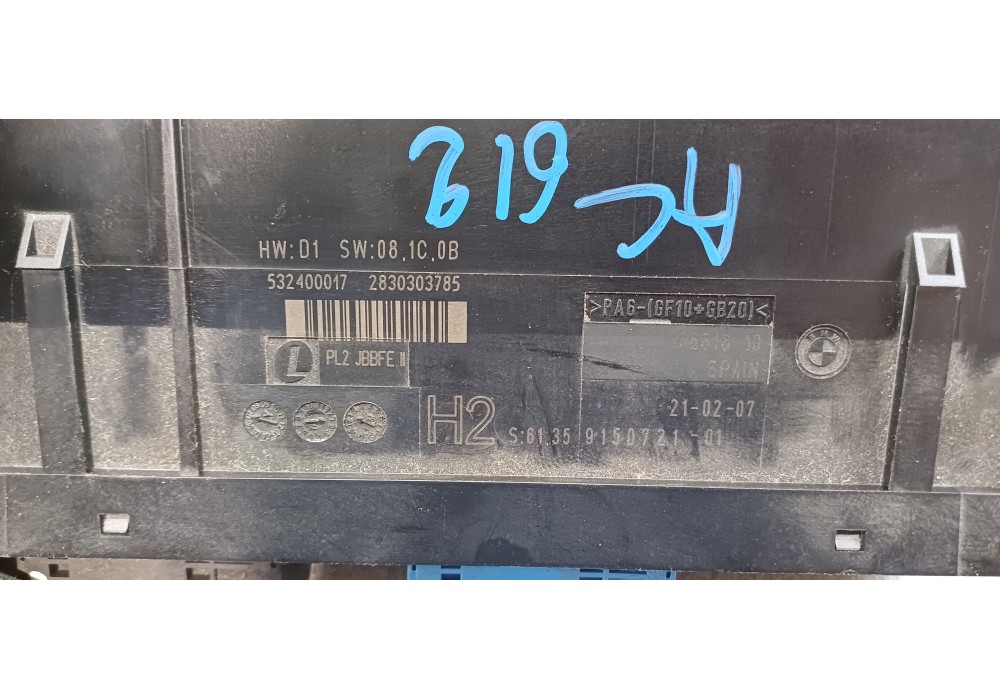 AC-619
HW:D1 SW:08.1C.0B
532400017 2830303785
>PA6-(GF10+GB20)<
PL2 JBBFE II
SPAIN
BMW
21-02-07
H2 S:61.35 9150721-01